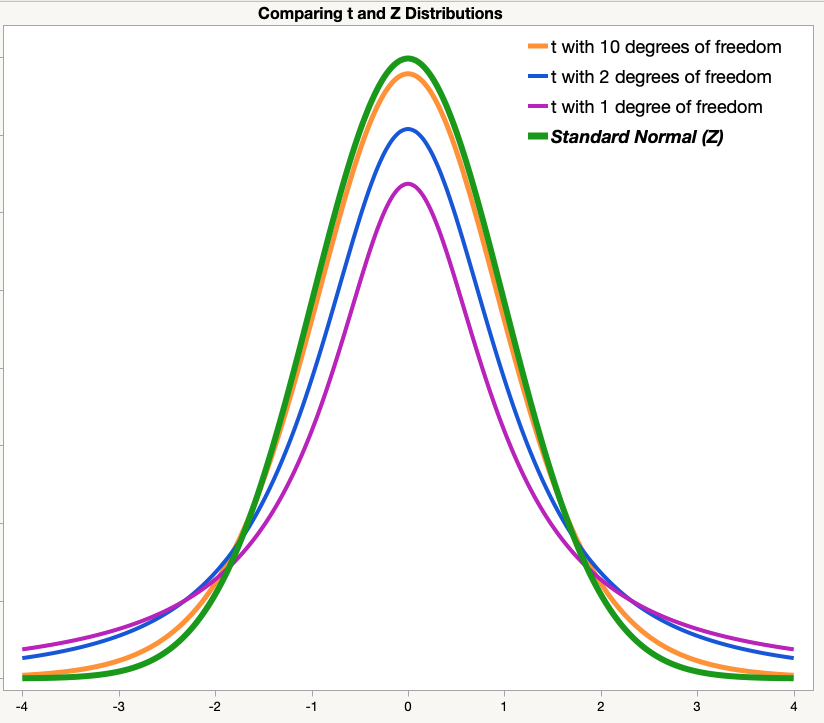 Comparing t and Z Distributions
t with 10 degrees of freedom
t with 2 degrees of freedom
t with 1 degree of freedom
Standard Normal (Z)
-4 -3 -2 -1 0 1 2 3 4